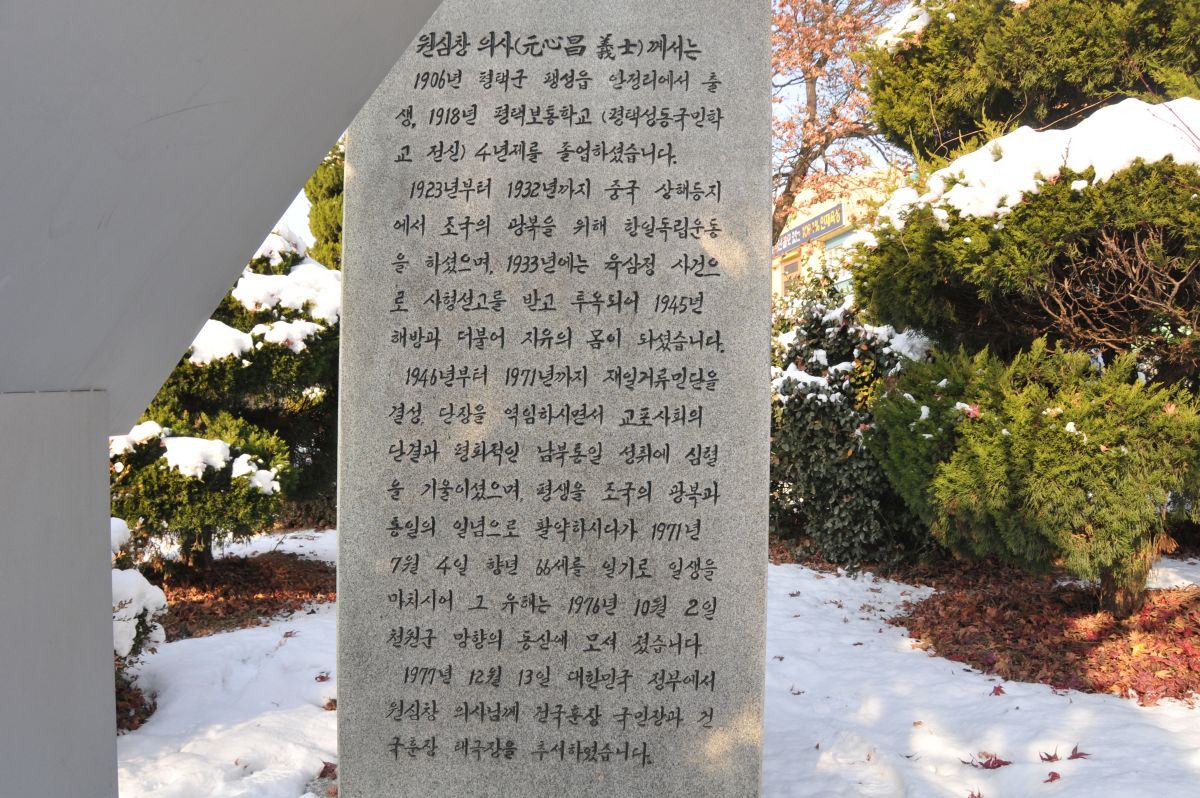 원심창 의사(元心昌 義士)께서는
1906년 평택군 팽성읍 안정리에서 출
생, 1918년 평택보통학교 (평택성동국민학
교 전신) 4년제를 졸업하셨습니다.
1923년부터 1932년까지 중국 상해등지
에서 조국의 광복을 위해 항일독립운동
을 하셨으며, 1933년에는 육삼정 사건으
로 사형선고를 받고 투옥되어 1945년
해방과 더불어 자유의 몸이 되셨습니다.
1946년부터 1971년까지 재일거류민단을
결성, 단장을 역임하시면서 교포사회의
단결과 평화적인 남북통일 성취에 심혈
을 기울이셨으며, 평생을 조국의 광복과
통일의 일념으로 활약하시다가 1971년
7월 4일 향년 66세를 일기로 일생을
마치시어 그 유해는 1976년 10월 2일
천원군 망향의 동산에 모셔 졌습니다
1977년 12월 13일 대한민국 정부에서
원심창 의사님께 건국훈장 국민장과 건
국훈장 태극장을 추서하였습니다.